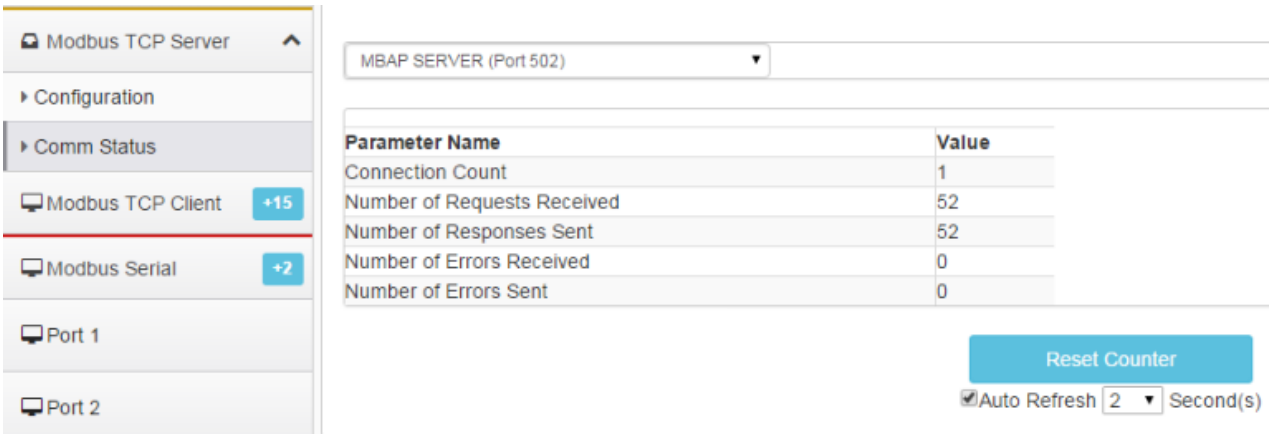 Modbus TCP Server
Configuration
Comm Status
Modbus TCP Client +15
Modbus Serial +2
Port 1
Port 2
MBAP SERVER (Port 502)
Parameter Name Value
Connection Count 1
Number of Requests Received 52
Number of Responses Sent 52
Number of Errors Received 0
Number of Errors Sent 0
Reset Counter
Auto Refresh 2 Second(s)